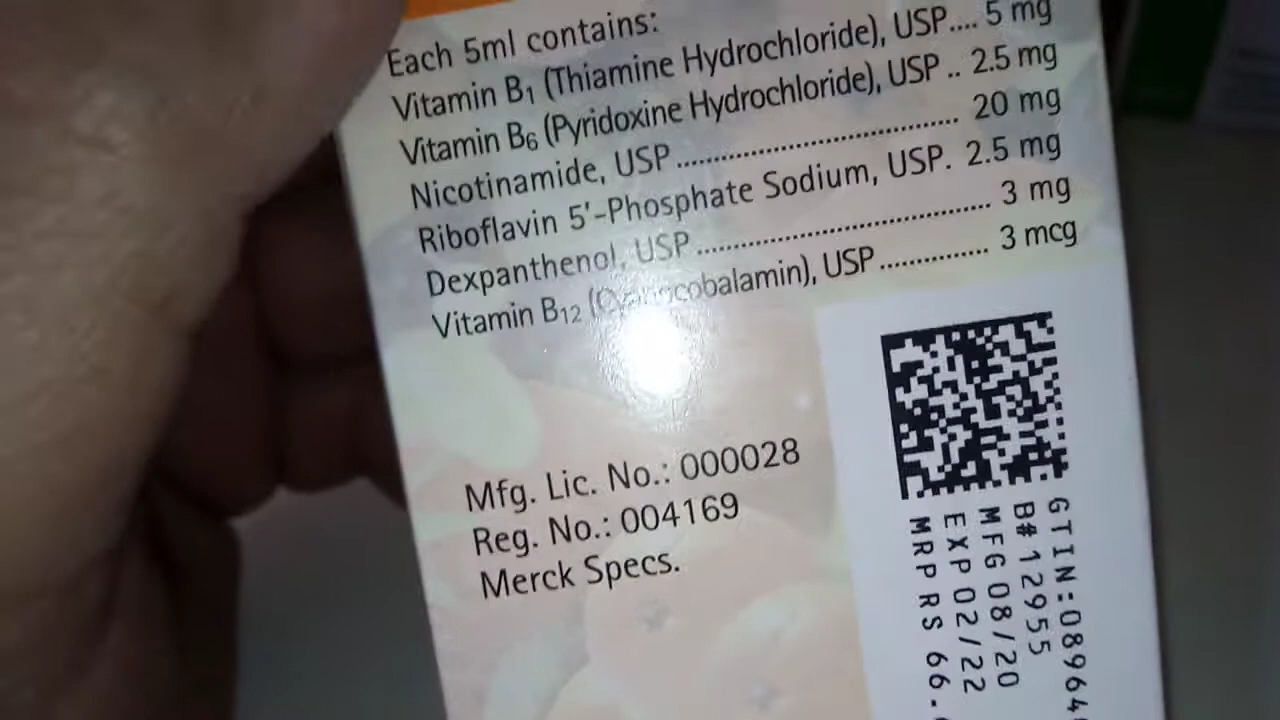 Each 5ml contains:
Vitamin B₁ (Thiamine Hydrochloride), USP.... 5 mg
Vitamin B₆ (Pyridoxine Hydrochloride), USP .. 2.5 mg
Nicotinamide, USP........................................ 20 mg
Riboflavin 5'-Phosphate Sodium, USP. 2.5 mg
Dexpanthenol, USP........................................ 3 mg
Vitamin B₁₂ (Cyanocobalamin), USP............... 3 mcg
Mfg. Lic. No.: 000028
Reg. No.: 004169
Merck Specs.
GTIN:08964
B#12955
MFG 08/20
EXP 02/22
MRP RS 66.